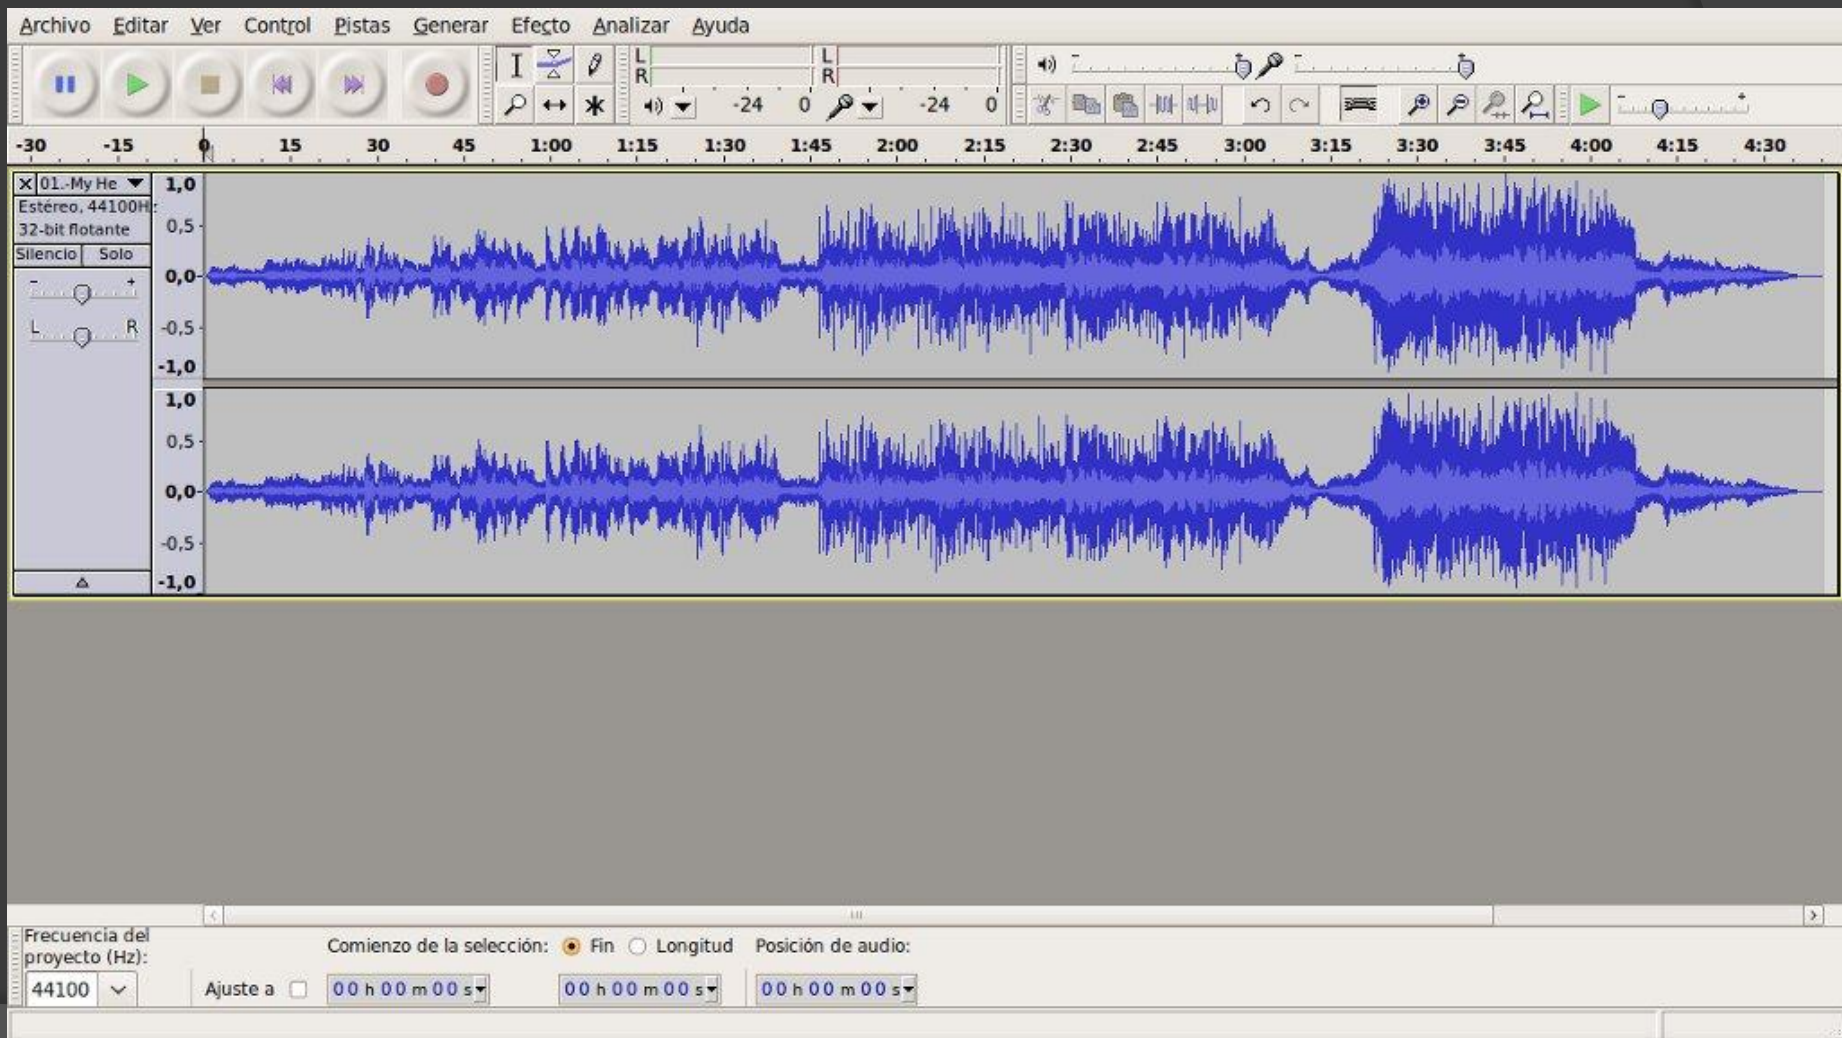 Archivo Editar Ver Control Pistas Generar Efecto Analizar Ayuda
L L
R R
-24 0 -24 0
-30 -15 0 15 30 45 1:00 1:15 1:30 1:45 2:00 2:15 2:30 2:45 3:00 3:15 3:30 3:45 4:00 4:15 4:30
01.-My He
Estéreo, 44100Hz
32-bit flotante
Silencio Solo
- +
L R
1,0
0,5
0,0
-0,5
-1,0
1,0
0,5
0,0
-0,5
-1,0
Frecuencia del
proyecto (Hz):
44100
Comienzo de la selección: Fin Longitud Posición de audio:
Ajuste a 00 h 00 m 00 s 00 h 00 m 00 s 00 h 00 m 00 s